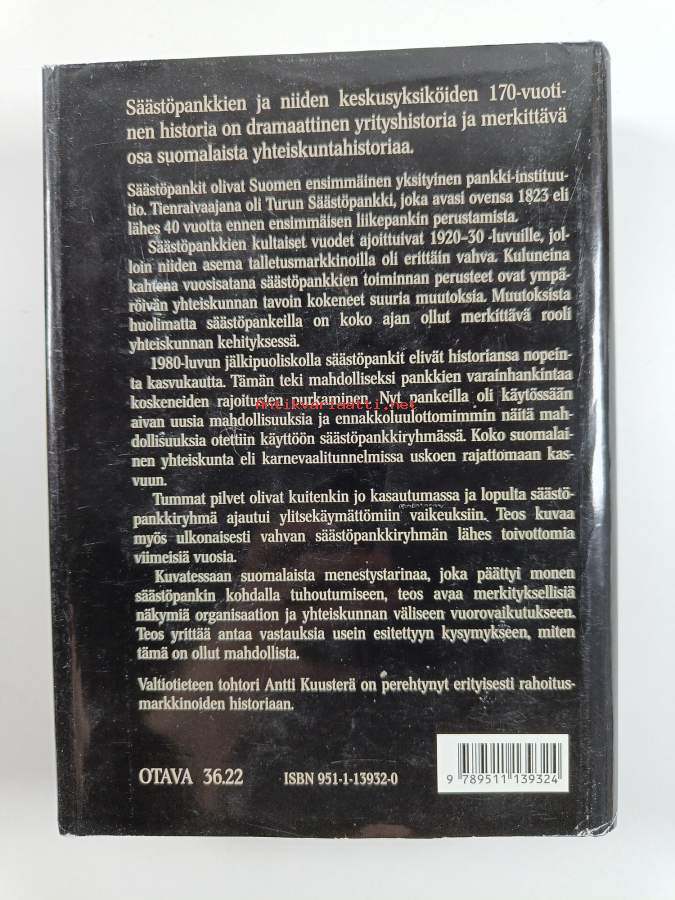 Säästöpankkien ja niiden keskusyksiköiden 170-vuoti-
nen historia on dramaattinen yrityshistoria ja merkittävä
osa suomalaista yhteiskuntahistoriaa.
Säästöpankit olivat Suomen ensimmäinen yksityinen pankki-instituu-
tio. Tienraivaajana oli Turun Säästöpankki, joka avasi ovensa 1823 eli
lähes 40 vuotta ennen ensimmäisen liikepankin perustamista.
Säästöpankkien kultaiset vuodet ajoittuivat 1920–30 -luvuille, jol-
loin niiden asema talletusmarkkinoilla oli erittäin vahva. Kuluneina
kahtena vuosisatana säästöpankkien toiminnan perusteet ovat ympä-
röivän yhteiskunnan tavoin kokeneet suuria muutoksia. Muutoksista
huolimatta säästöpankeilla on koko ajan ollut merkittävä rooli
yhteiskunnan kehityksessä.
1980-luvun jälkipuoliskolla säästöpankit elivät historiansa nopein-
ta kasvukautta. Tämän teki mahdolliseksi pankkien varainhankintaa
koskeneiden rajoitusten purkaminen. Nyt pankeilla oli käytössään
Antikvariaatti.net
aivan uusia mahdollisuuksia ja ennakkoluulottomimmin näitä mah-
dollisuuksia otettiin käyttöön säästöpankkiryhmässä. Koko suomalai-
nen yhteiskunta eli karnevaalitunnelmissa uskoen rajattomaan kas-
vuun.
Tummat pilvet olivat kuitenkin jo kasautumassa ja lopulta säästö-
pankkiryhmä ajautui ylitsekäymättömiin vaikeuksiin. Teos kuvaa
myös ulkonaisesti vahvan säästöpankkiryhmän lähes toivottomia
viimeisiä vuosia.
Kuvatessaan suomalaista menestystarinaa, joka päättyi monen
säästöpankin kohdalla tuhoutumiseen, teos avaa merkityksellisiä
näkymiä organisaation ja yhteiskunnan väliseen vuorovaikutukseen.
Teos yrittää antaa vastauksia usein esitettyyn kysymykseen, miten
tämä on ollut mahdollista.
Valtiotieteen tohtori Antti Kuusterä on perehtynyt erityisesti rahoitus-
markkinoiden historiaan.
OTAVA 36.22 ISBN 951-1-13932-0
9 789511 139324